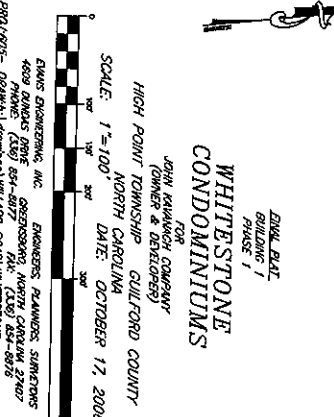 FINAL PLAT
BUILDING 1
PHASE 1
WHITESTONE
CONDOMINIUMS
FOR
JOHN KAVANAGH COMPANY
(OWNER & DEVELOPER)
HIGH POINT TOWNSHIP GUILFORD COUNTY
NORTH CAROLINA
SCALE: 1"=100' DATE: OCTOBER 17, 200
0 100' 200' 300'
EVANS ENGINEERING, INC. ENGINEERS, PLANNERS, SURVEYORS
4609 DUNDAS DRIVE GREENSBORO, NORTH CAROLINA 27407
PHONE: (336) 854-8877 FAX: (336) 854-8876